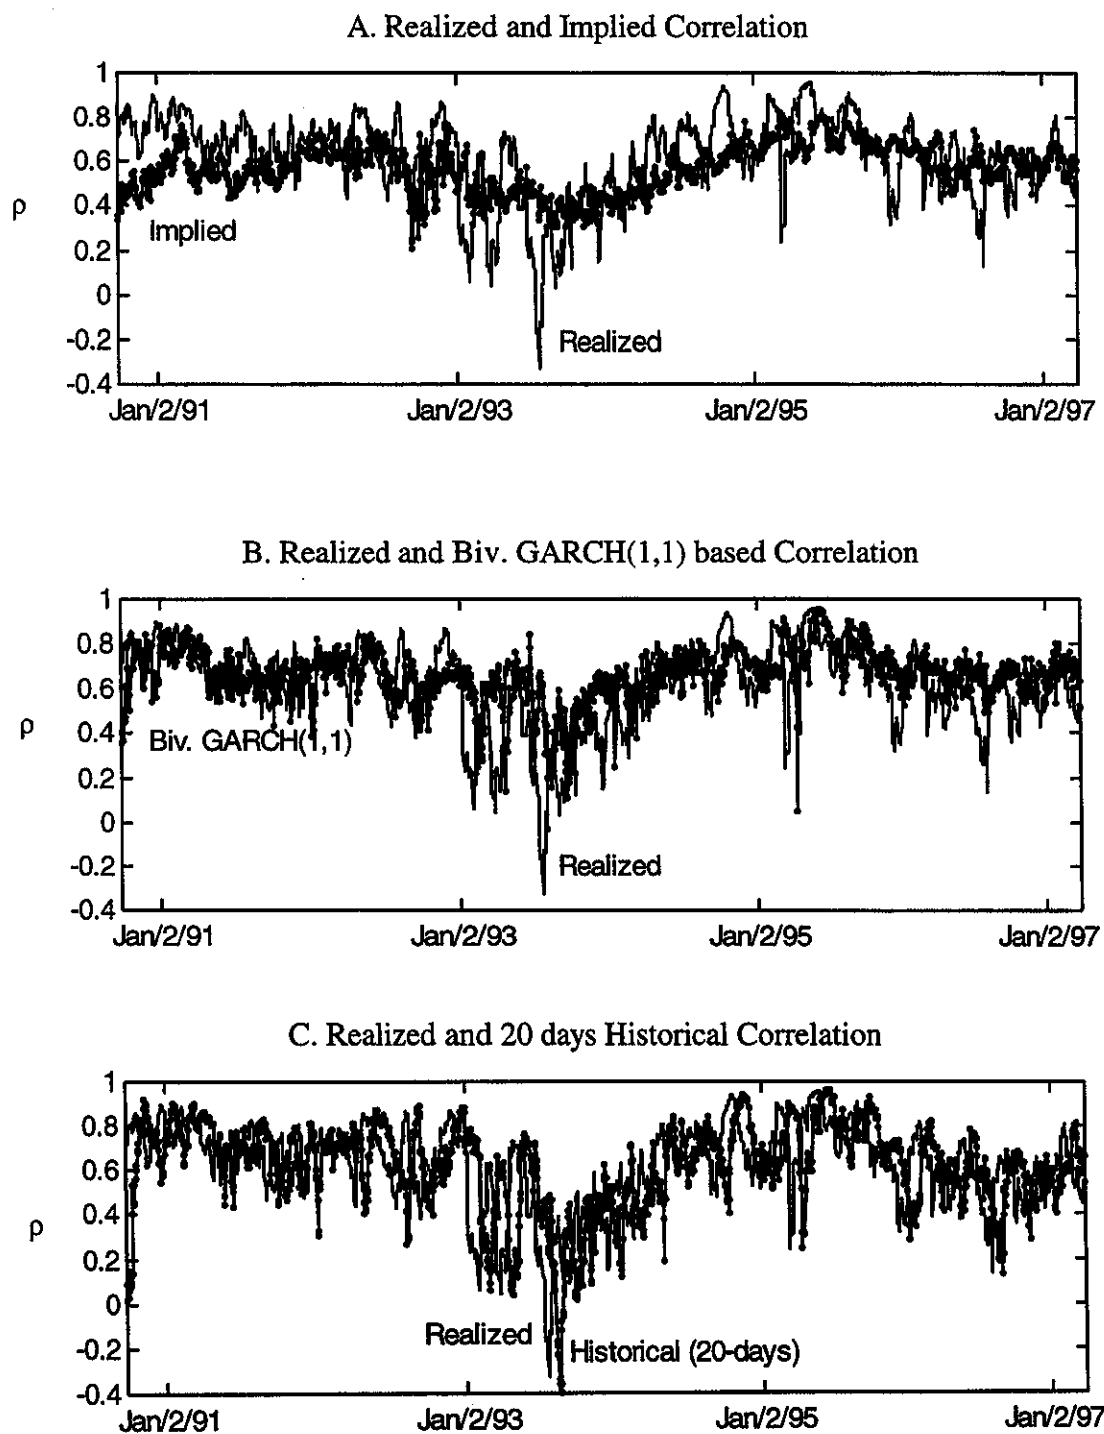 A. Realized and Implied Correlation
1
0.8
0.6
ρ
0.4
Implied
0.2
0
-0.2
Realized
-0.4
Jan/2/91 Jan/2/93 Jan/2/95 Jan/2/97
B. Realized and Biv. GARCH(1,1) based Correlation
1
0.8
0.6
ρ
0.4
Biv. GARCH(1,1)
0.2
0
-0.2
Realized
-0.4
Jan/2/91 Jan/2/93 Jan/2/95 Jan/2/97
C. Realized and 20 days Historical Correlation
1
0.8
0.6
0.4
ρ
0.2
0
Realized
-0.2
Historical (20-days)
-0.4
Jan/2/91 Jan/2/93 Jan/2/95 Jan/2/97